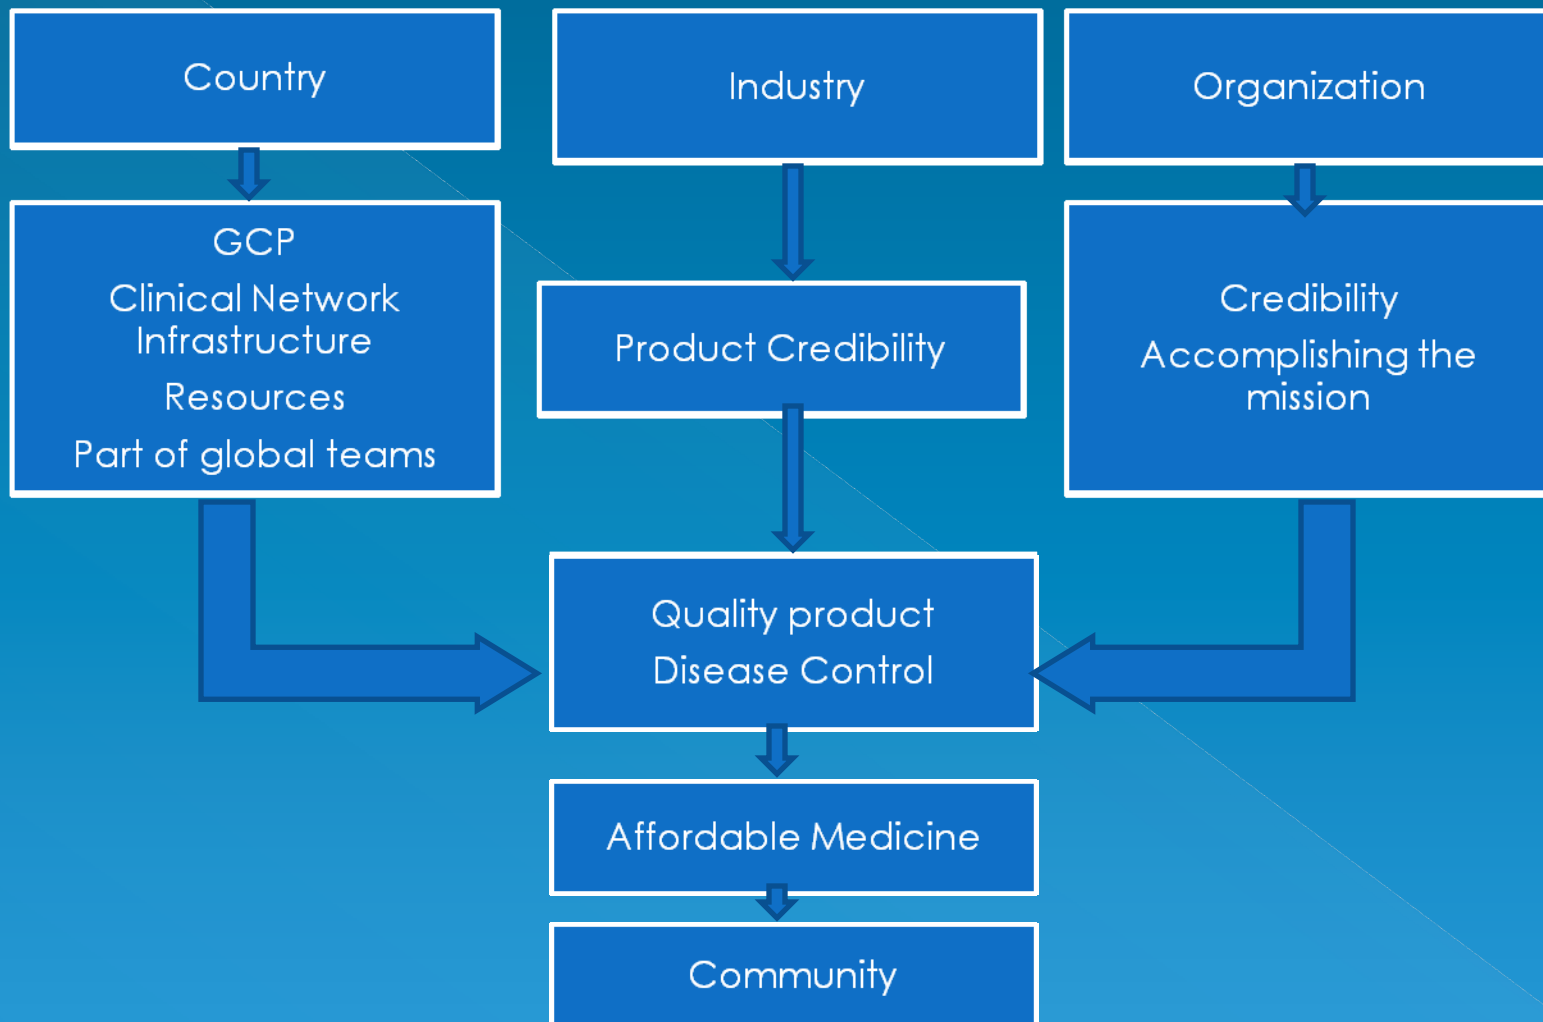 Country
Industry
Organization
GCP
Clinical Network
Infrastructure
Resources
Part of global teams
Product Credibility
Credibility
Accomplishing the
mission
Quality product
Disease Control
Affordable Medicine
Community